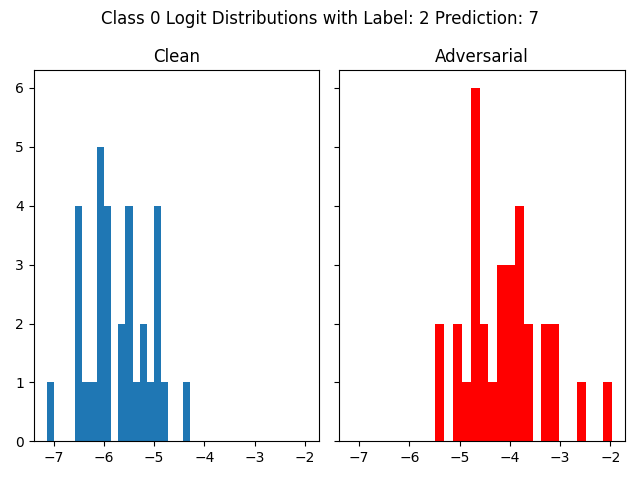 Class 0 Logit Distributions with Label: 2 Prediction: 7
Clean
Adversarial
6
5
4
3
2
1
0
−7 −6 −5 −4 −3 −2
−7 −6 −5 −4 −3 −2